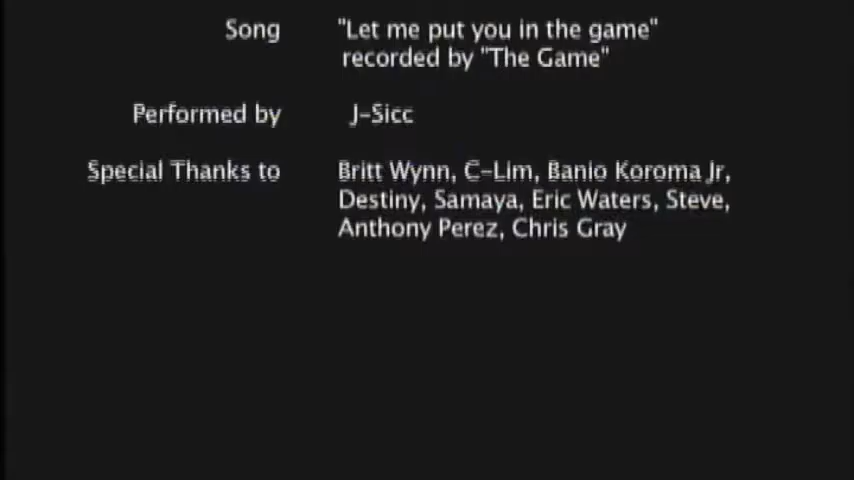 Song "Let me put you in the game"
recorded by "The Game"
Performed by J-Sicc
Special Thanks to Britt Wynn, C-Lim, Banio Koroma Jr,
Destiny, Samaya, Eric Waters, Steve,
Anthony Perez, Chris Gray